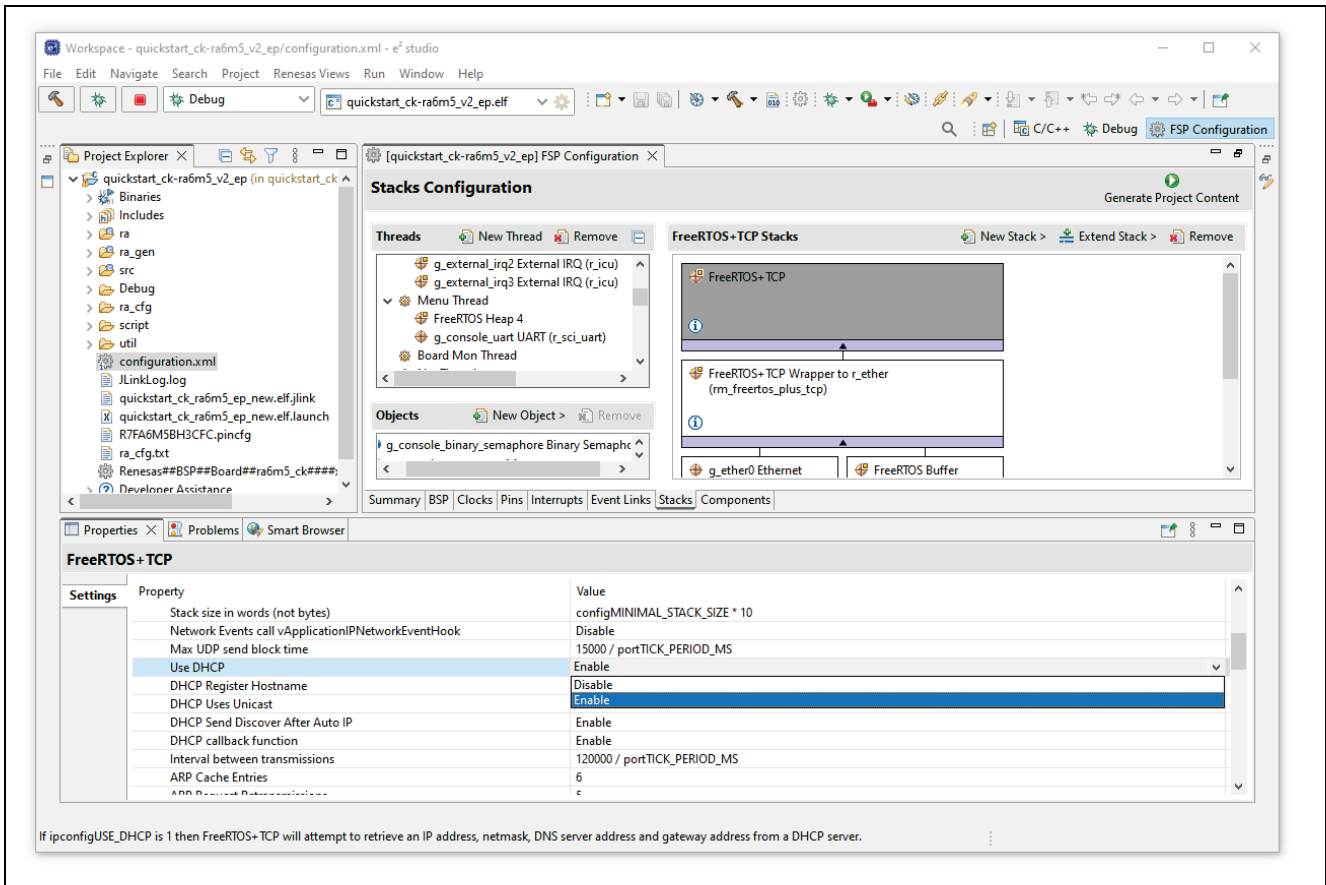 Workspace - quickstart_ck-ra6m5_v2_ep/configuration.xml - e² studio
File Edit Navigate Search Project Renesas Views Run Window Help
Debug
quickstart_ck-ra6m5_v2_ep.elf
C/C++ Debug FSP Configuration
Project Explorer
quickstart_ck-ra6m5_v2_ep (in quickstart_ck
Binaries
Includes
ra
ra_gen
src
Debug
ra_cfg
script
util
configuration.xml
JLinkLog.log
quickstart_ck_ra6m5_ep_new.elf.jlink
quickstart_ck_ra6m5_ep_new.elf.launch
R7FA6M5BH3CFC.pincfg
ra_cfg.txt
Renesas##BSP##Board##ra6m5_ck####
Developer Assistance
[quickstart_ck-ra6m5_v2_ep] FSP Configuration
Stacks Configuration
Generate Project Content
Threads New Thread Remove
g_external_irq2 External IRQ (r_icu)
g_external_irq3 External IRQ (r_icu)
Menu Thread
FreeRTOS Heap 4
g_console_uart UART (r_sci_uart)
Board Mon Thread
Objects New Object > Remove
g_console_binary_semaphore Binary Semapho
FreeRTOS+TCP Stacks New Stack > Extend Stack > Remove
FreeRTOS+TCP
FreeRTOS+TCP Wrapper to r_ether
(rm_freertos_plus_tcp)
g_ether0 Ethernet FreeRTOS Buffer
Summary BSP Clocks Pins Interrupts Event Links Stacks Components
Properties Problems Smart Browser
FreeRTOS+TCP
Settings
Property Value
Stack size in words (not bytes) configMINIMAL_STACK_SIZE * 10
Network Events call vApplicationIPNetworkEventHook Disable
Max UDP send block time 15000 / portTICK_PERIOD_MS
Use DHCP Enable
DHCP Register Hostname Disable
DHCP Uses Unicast Enable
DHCP Send Discover After Auto IP Enable
DHCP callback function Enable
Interval between transmissions 120000 / portTICK_PERIOD_MS
ARP Cache Entries 6
If ipconfigUSE_DHCP is 1 then FreeRTOS+TCP will attempt to retrieve an IP address, netmask, DNS server address and gateway address from a DHCP server.